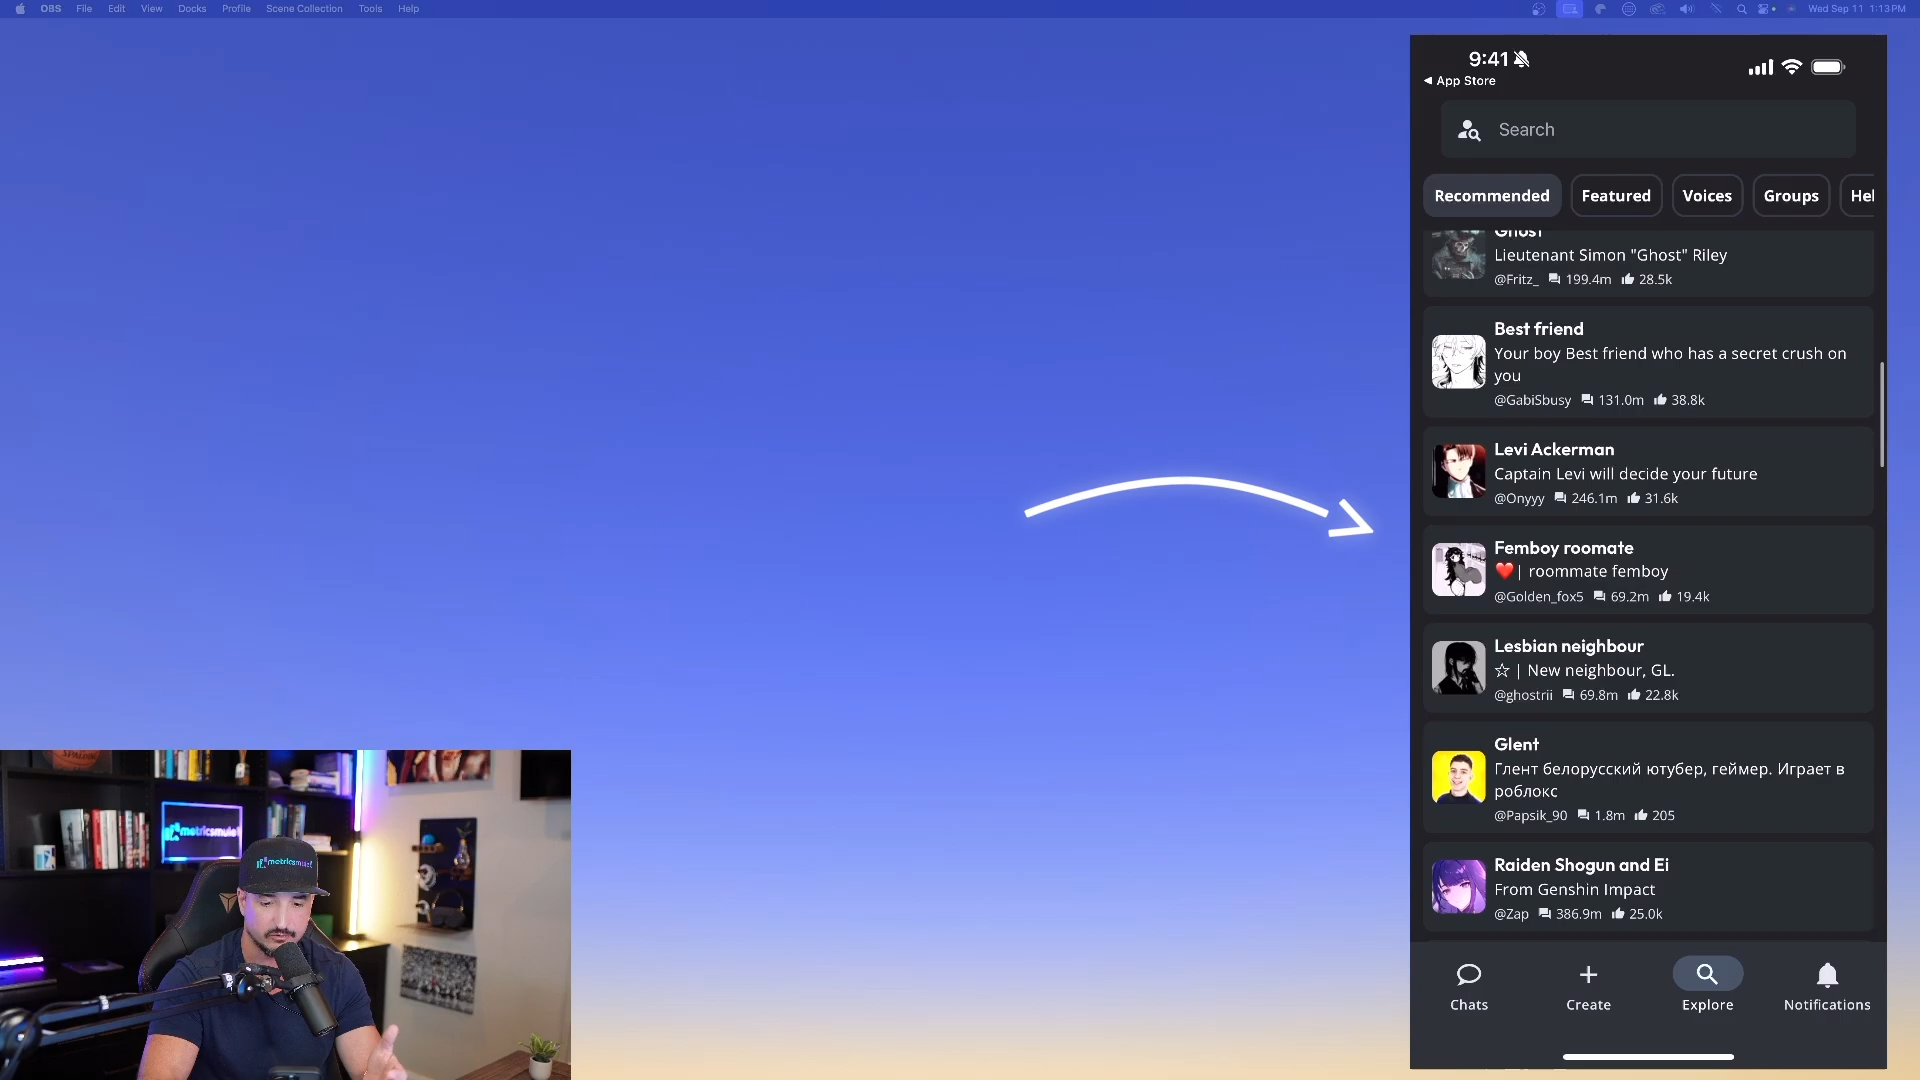 OBS File Edit View Docks Profile Scene Collection Tools Help
Wed Sep 11 1:13 PM
9:41
App Store
Search
Recommended Featured Voices Groups Hel
Ghost
Lieutenant Simon "Ghost" Riley
@Fritz_ 199.4m 28.5k
Best friend
Your boy Best friend who has a secret crush on
you
@GabiSbusy 131.0m 38.8k
Levi Ackerman
Captain Levi will decide your future
@Onyyy 246.1m 31.6k
Femboy roomate
❤️| roommate femboy
@Golden_fox5 69.2m 19.4k
Lesbian neighbour
☆ | New neighbour, GL.
@ghostrii 69.8m 22.8k
Glent
Глент белорусский ютубер, геймер. Играет в
роблокс
@Papsik_90 1.8m 205
Raiden Shogun and Ei
From Genshin Impact
@Zap 386.9m 25.0k
Chats Create Explore Notifications
metricsmule
metricsmule